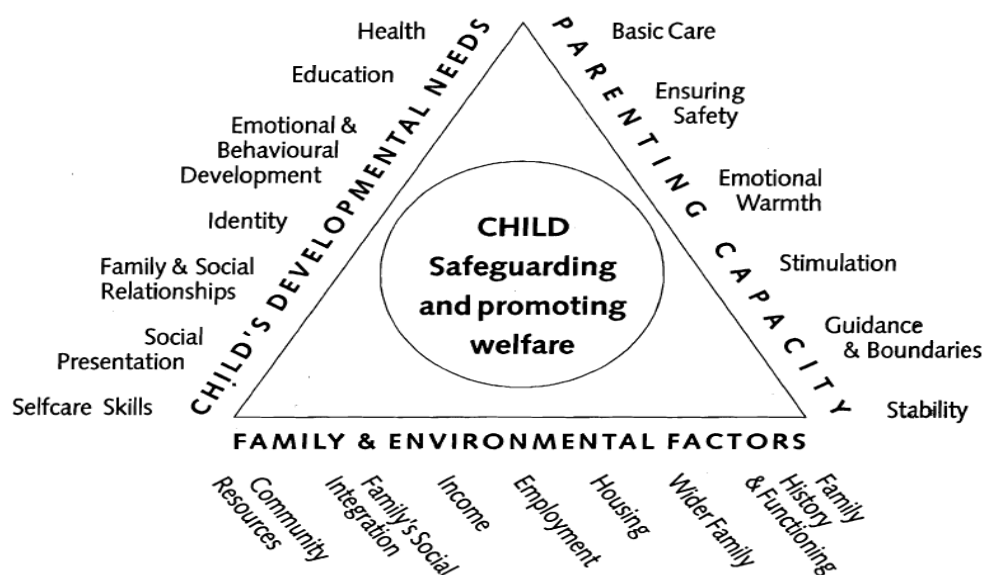 Health
Education
Emotional &
Behavioural
Development
Identity
Family & Social
Relationships
Social
Presentation
Selfcare Skills
CHILD'S DEVELOPMENTAL NEEDS
CHILD
Safeguarding
and promoting
welfare
PARENTING CAPACITY
Basic Care
Ensuring
Safety
Emotional
Warmth
Stimulation
Guidance
& Boundaries
Stability
FAMILY & ENVIRONMENTAL FACTORS
Community
Resources
Family's Social
Integration
Income
Employment
Housing
Wider Family
Family
History
& Functioning